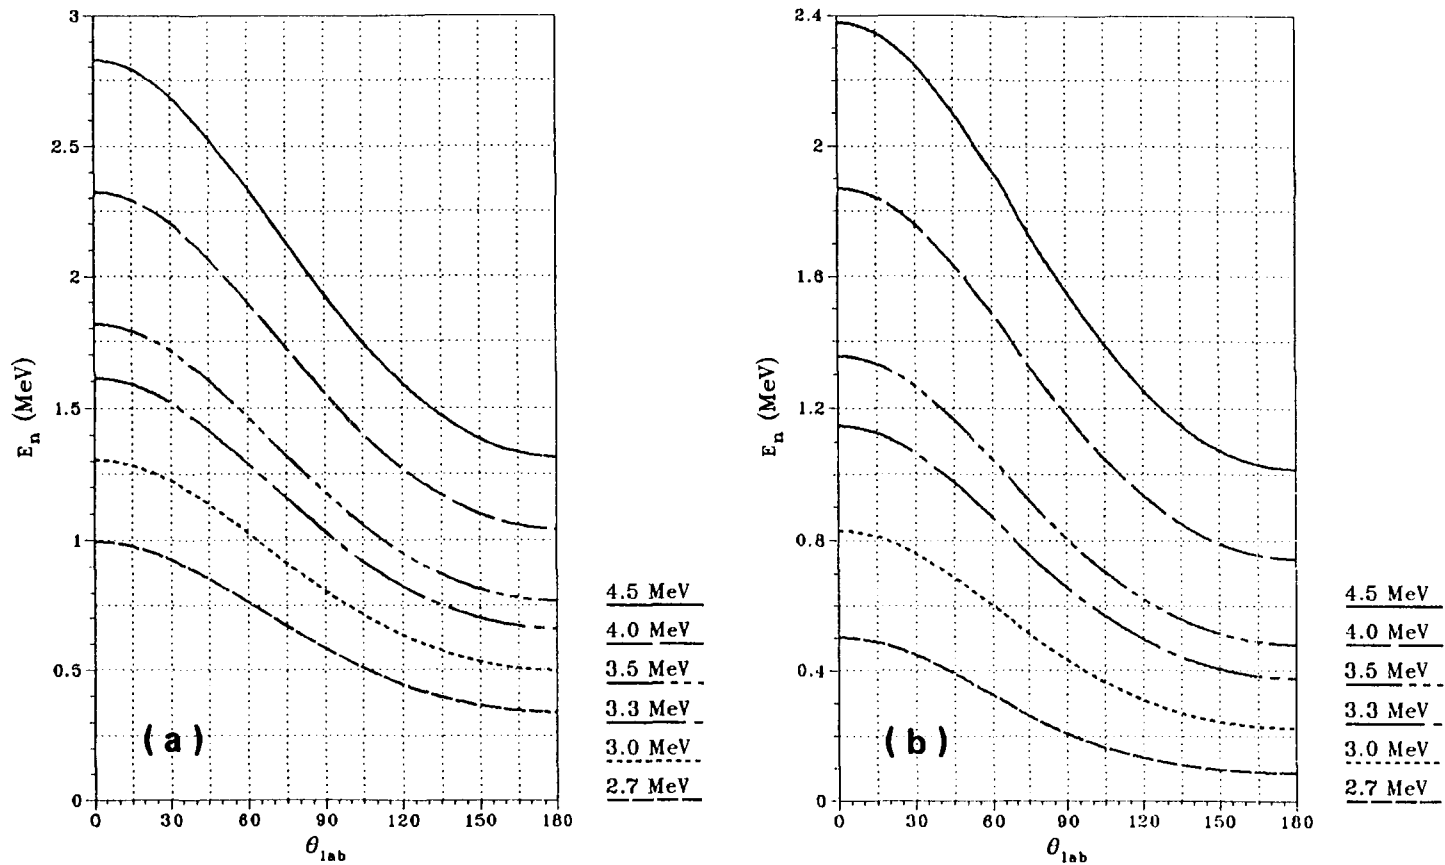 3
2.5
2
1.5
1
0.5
0
E_n (MeV)
0 30 60 90 120 150 180
θ_lab
(a)
4.5 MeV
4.0 MeV
3.5 MeV
3.3 MeV
3.0 MeV
2.7 MeV
2.4
2
1.6
1.2
0.8
0.4
0
E_n (MeV)
0 30 60 90 120 150 180
θ_lab
(b)
4.5 MeV
4.0 MeV
3.5 MeV
3.3 MeV
3.0 MeV
2.7 MeV